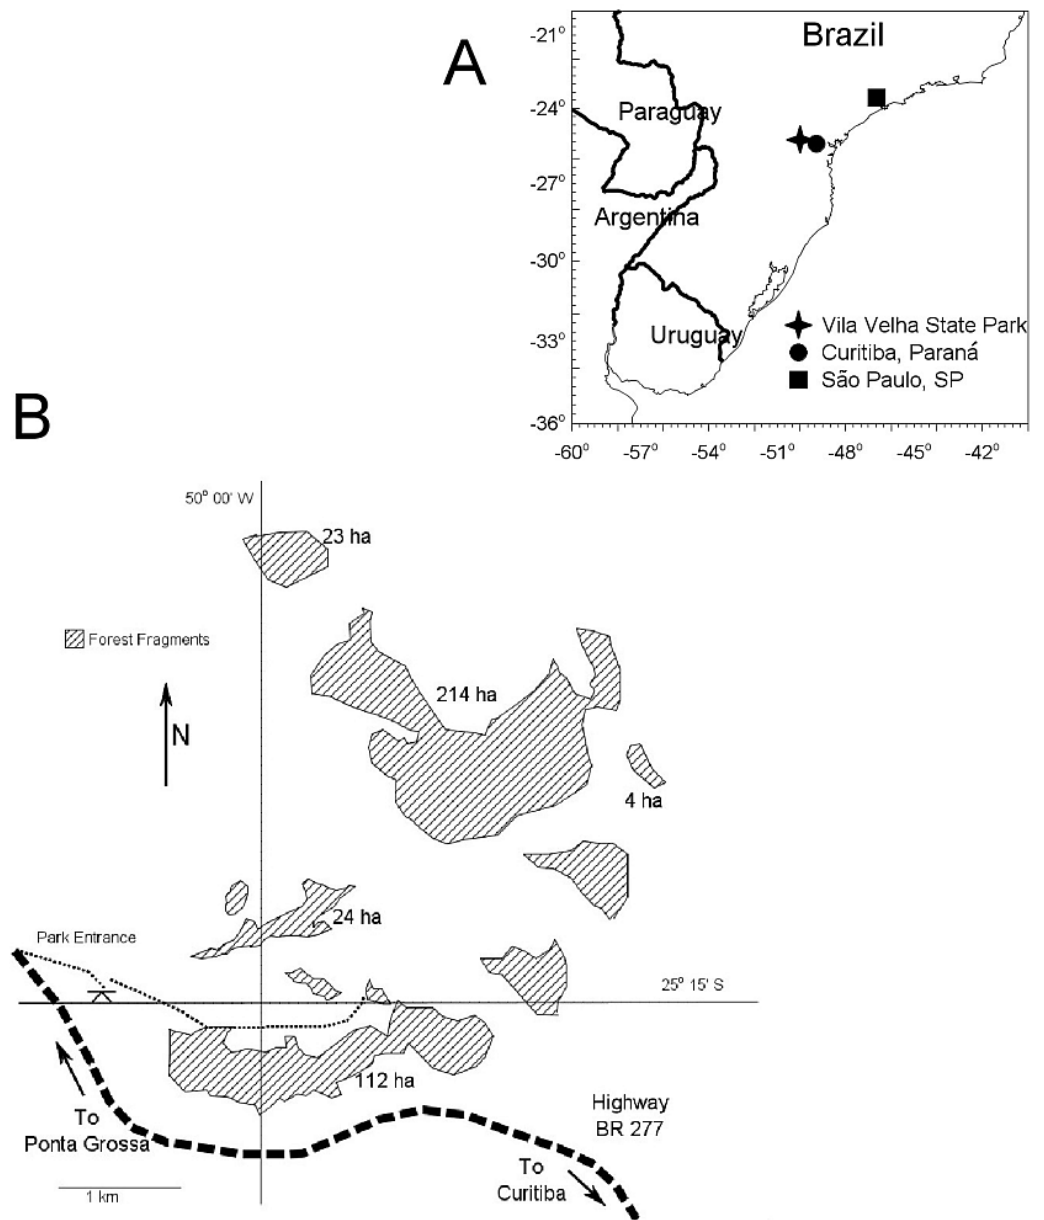 A
Brazil
Paraguay
Argentina
Uruguay
-21°
-24°
-27°
-30°
-33°
-36°
-60° -57° -54° -51° -48° -45° -42°
Vila Velha State Park
Curitiba, Paraná
São Paulo, SP
B
50° 00' W
23 ha
Forest Fragments
N
214 ha
4 ha
24 ha
Park Entrance
25° 15' S
112 ha
Highway
BR 277
To
Ponta Grossa
To
Curitiba
1 km